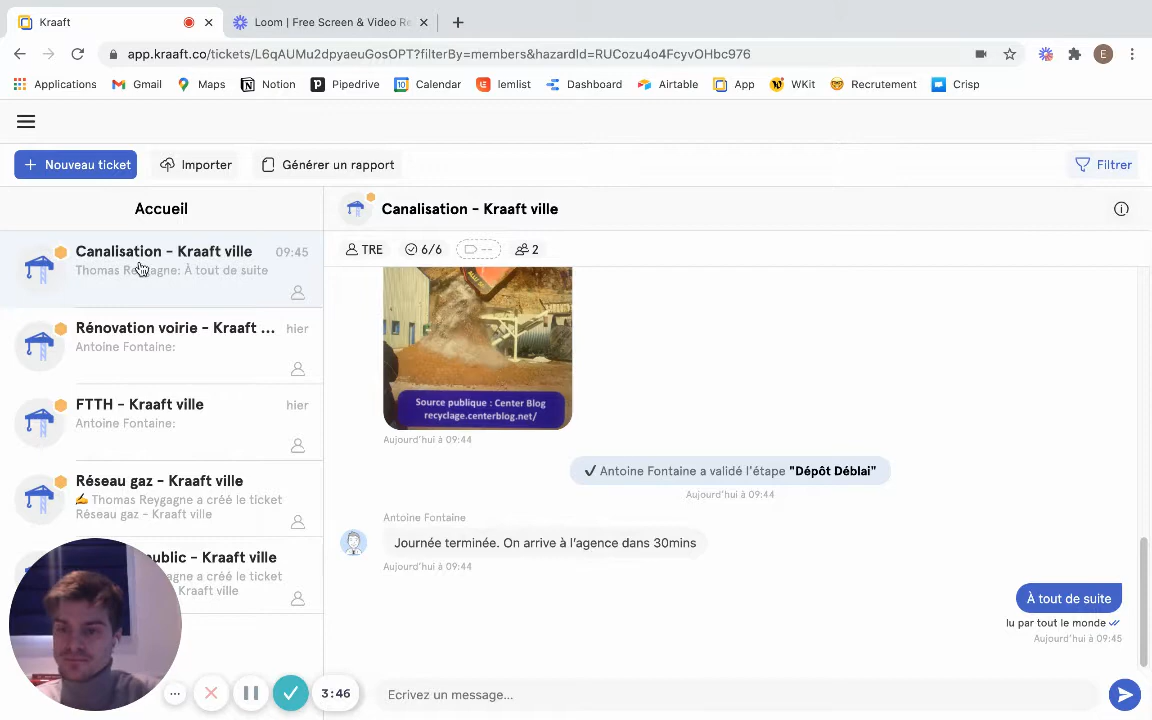 Kraaft
Loom | Free Screen & Video Re
app.kraaft.co/tickets/L6qAUMu2dpyaeuGosOPT?filterBy=members&hazardId=RUCozu4o4FcyvOHbc976
E
Applications
Gmail
Maps
Notion
Pipedrive
Calendar
lemlist
Dashboard
Airtable
App
WKit
Recrutement
Crisp
+ Nouveau ticket
Importer
Générer un rapport
Filtrer
Accueil
Canalisation - Kraaft ville
09:45
Thomas Reygagne: À tout de suite
Rénovation voirie - Kraaft ...
hier
Antoine Fontaine:
FTTH - Kraaft ville
hier
Antoine Fontaine:
Réseau gaz - Kraaft ville
✍ Thomas Reygagne a créé le ticket
Réseau gaz - Kraaft ville
public - Kraaft ville
agne a créé le ticket
Kraaft ville
3:46
Canalisation - Kraaft ville
TRE
6/6
--
2
Source publique : Center Blog
recyclage.centerblog.net/
Aujourd'hui à 09:44
✔ Antoine Fontaine a validé l'étape "Dépôt Déblai"
Aujourd'hui à 09:44
Antoine Fontaine
Journée terminée. On arrive à l'agence dans 30mins
Aujourd'hui à 09:44
À tout de suite
lu par tout le monde
Aujourd'hui à 09:45
Ecrivez un message...